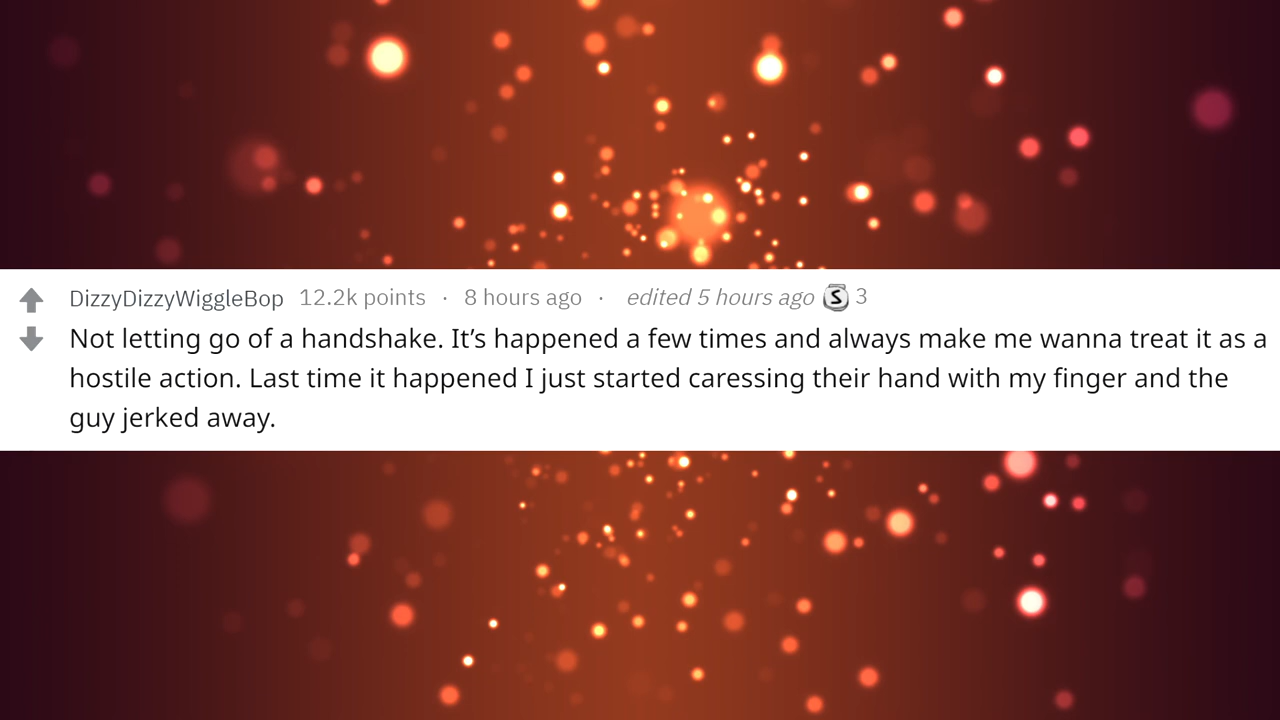 DizzyDizzyWiggleBop 12.2k points · 8 hours ago · edited 5 hours ago S 3
Not letting go of a handshake. It’s happened a few times and always make me wanna treat it as a
hostile action. Last time it happened I just started caressing their hand with my finger and the
guy jerked away.